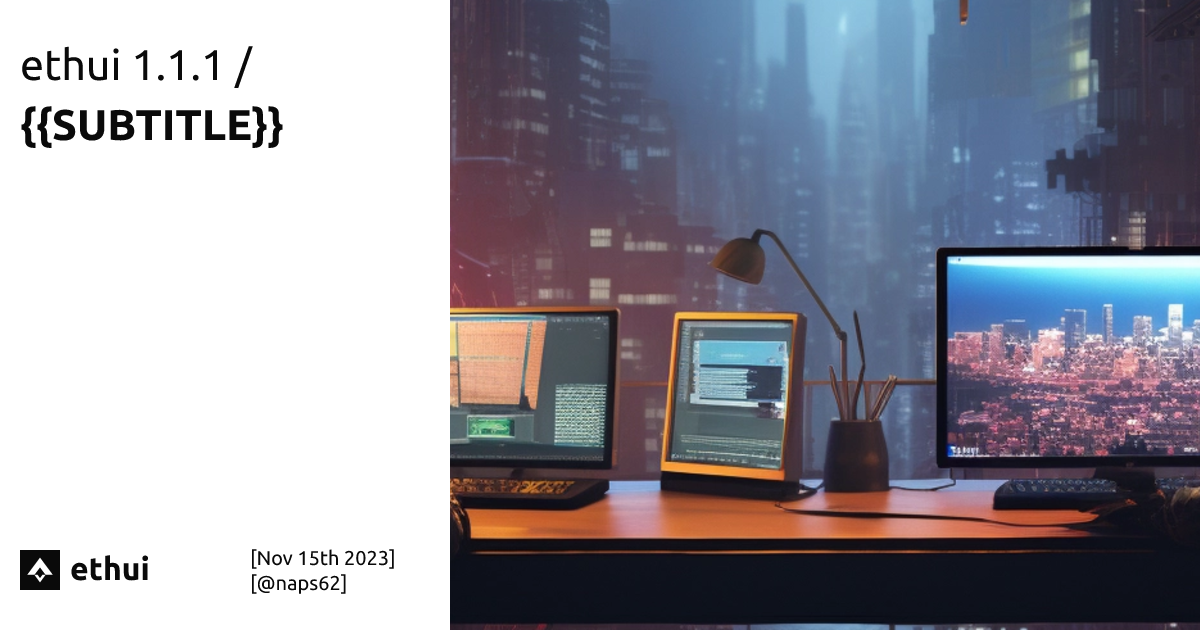 ethui 1.1.1 /
{{SUBTITLE}}
ethui
[Nov 15th 2023]
[@naps62]